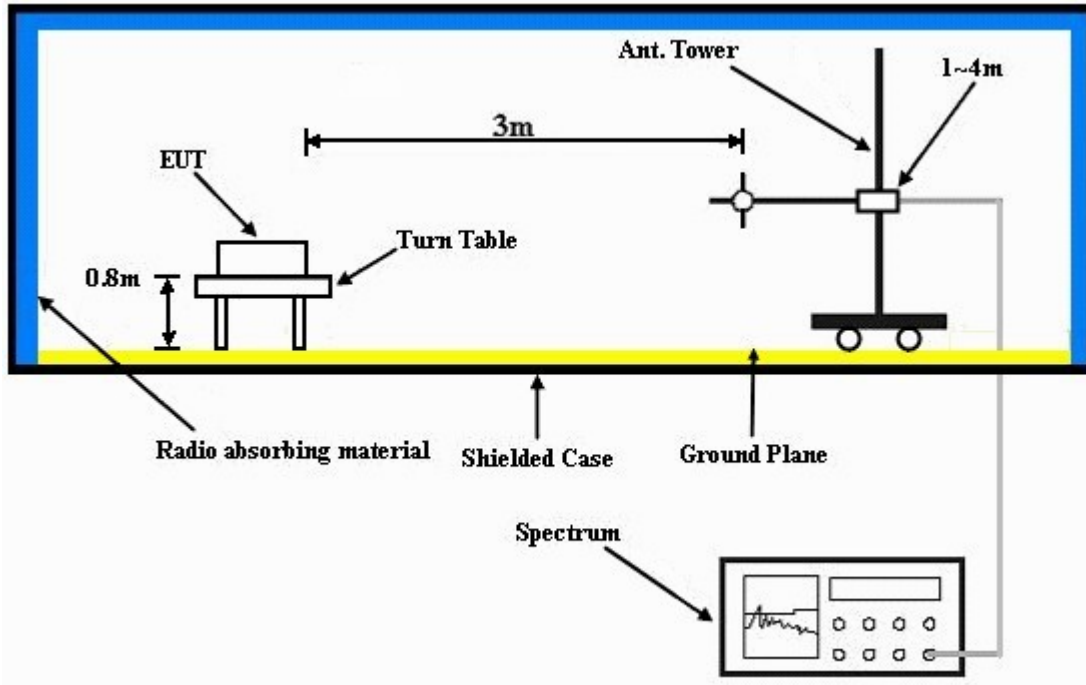 Ant. Tower
1~4m
3m
EUT
Turn Table
0.8m
Radio absorbing material
Shielded Case
Ground Plane
Spectrum